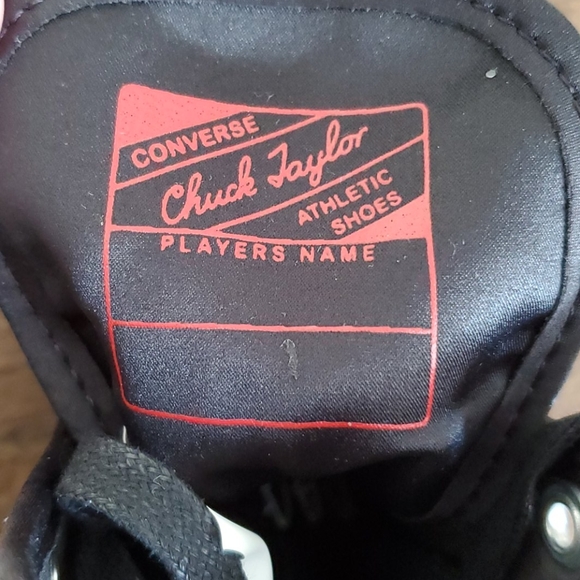 CONVERSE
Chuck Taylor
ATHLETIC
SHOES
PLAYERS NAME